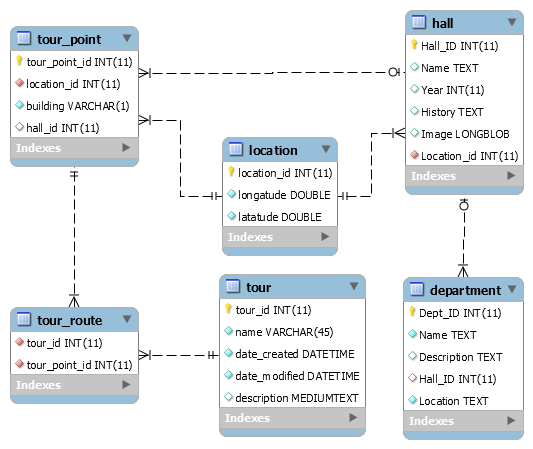 tour_point
tour_point_id INT(11)
location_id INT(11)
building VARCHAR(1)
hall_id INT(11)
Indexes
hall
Hall_ID INT(11)
Name TEXT
Year INT(11)
History TEXT
Image LONGBLOB
Location_id INT(11)
Indexes
location
location_id INT(11)
longatude DOUBLE
latatude DOUBLE
Indexes
tour_route
tour_id INT(11)
tour_point_id INT(11)
Indexes
tour
tour_id INT(11)
name VARCHAR(45)
date_created DATETIME
date_modified DATETIME
description MEDIUMTEXT
Indexes
department
Dept_ID INT(11)
Name TEXT
Description TEXT
Hall_ID INT(11)
Location TEXT
Indexes